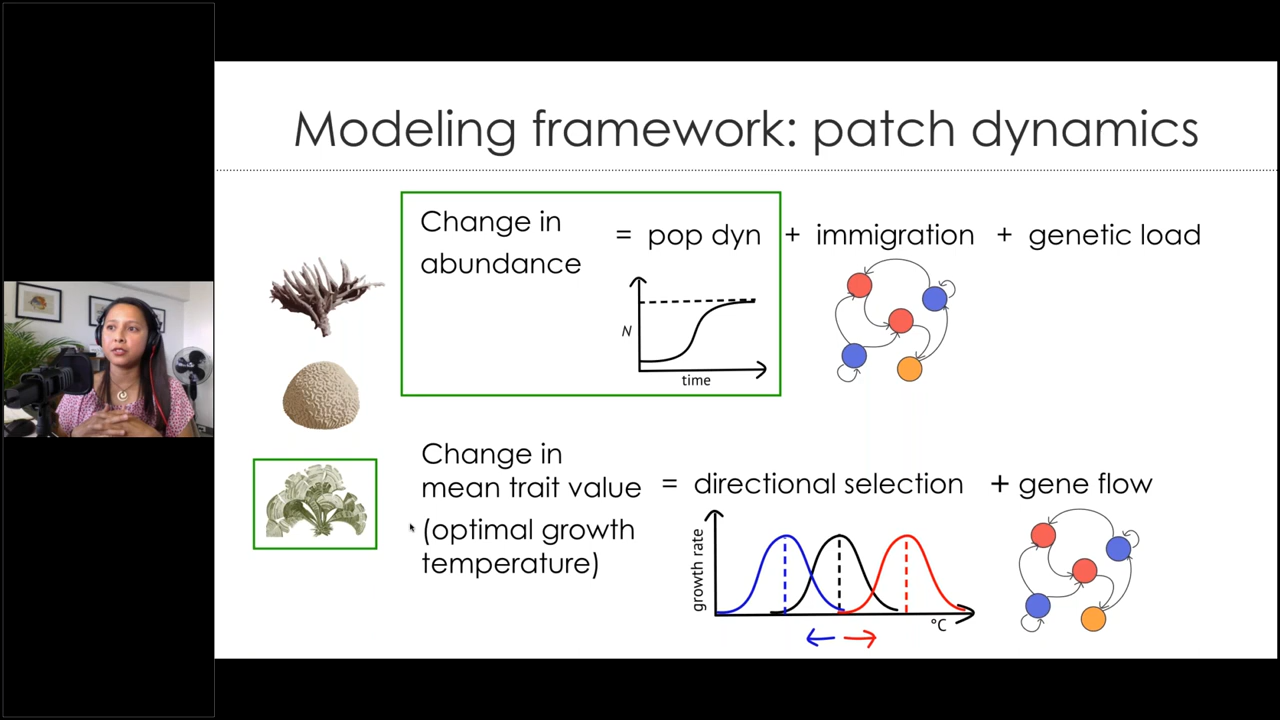 Modeling framework: patch dynamics
Change in
abundance
= pop dyn + immigration + genetic load
N
time
Change in
mean trait value
(optimal growth
temperature)
= directional selection + gene flow
growth rate
°C